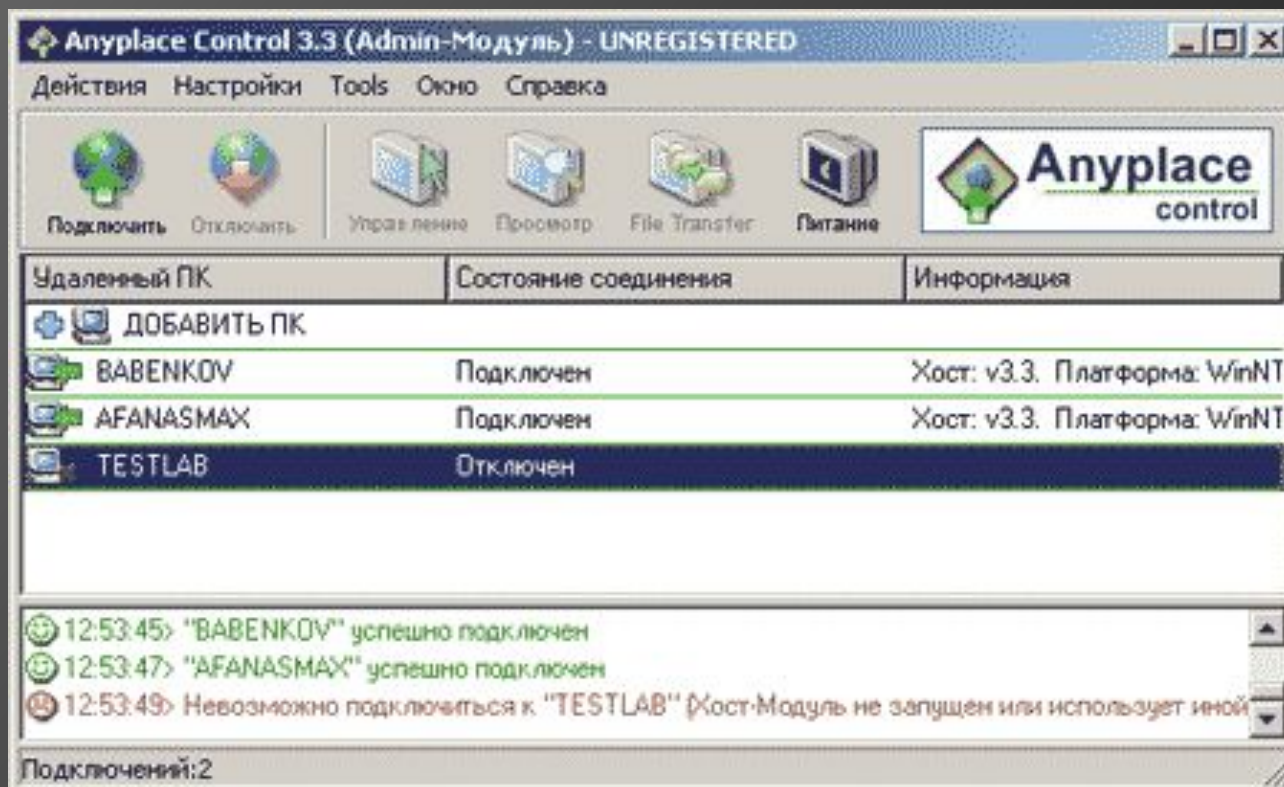 Anyplace Control 3.3 (Admin-Модуль) - UNREGISTERED
Действия Настройки Tools Окно Справка
Подключить Отключить Управление Просмотр File Transfer Питание
Anyplace
control
Удаленный ПК Состояние соединения Информация
ДОБАВИТЬ ПК
BABENKOV Подключен Хост: v3.3. Платформа: WinNT
AFANASMAX Подключен Хост: v3.3. Платформа: WinNT
TESTLAB Отключен
12:53:45> "BABENKOV" успешно подключен
12:53:47> "AFANASMAX" успешно подключен
12:53:49> Невозможно подключиться к "TESTLAB" (Хост-Модуль не запущен или использует иной
Подключений:2